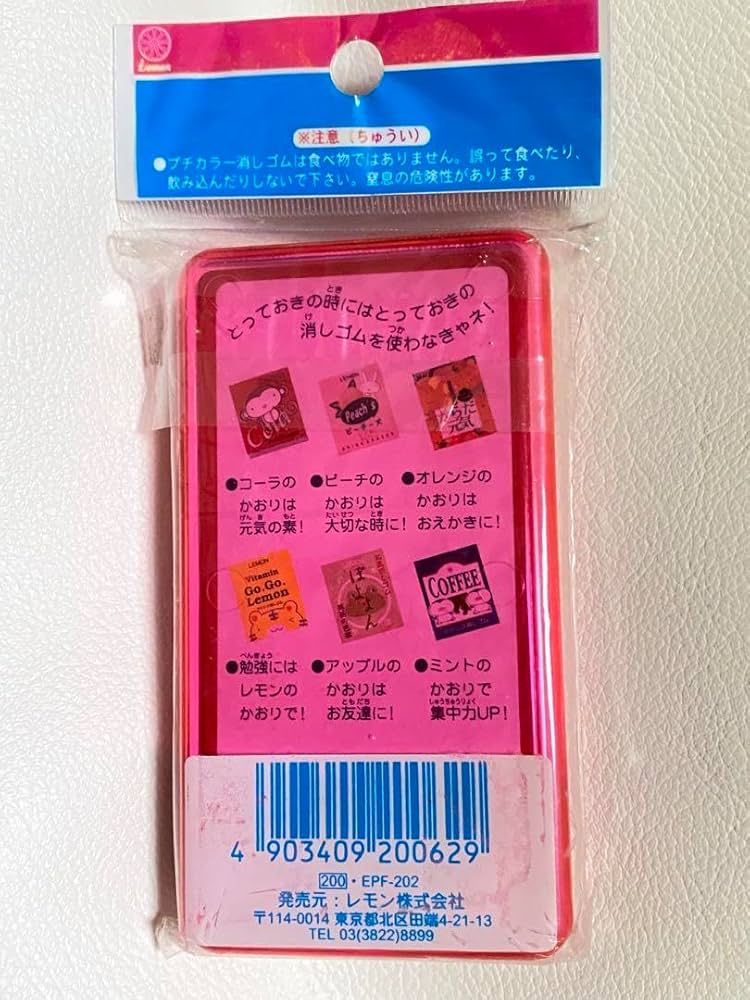 Lemon
※注意(ちゅうい)
●プチカラー消しゴムは食べ物ではありません。誤って食べたり、
飲み込んだりしないで下さい。窒息の危険性があります。
とっておきの時にはとっておきの
消しゴムを使わなきゃネ!
Cola
LEMON
Peach's
ピーチ
元気
●コーラの
かおりは
元気の素!
●ピーチの
かおりは
大切な時に!
●オレンジの
かおりは
おえかきに!
LEMON
Vitamin
Go.Go.
Lemon
COFFEE
●勉強には
レモンの
かおりで!
●アップルの
かおりは
お友達に!
●ミントの
かおりで
集中力UP!
4 903409 200629
200・EPF-202
発売元:レモン株式会社
〒114-0014 東京都北区田端4-21-13
TEL 03(3822)8899